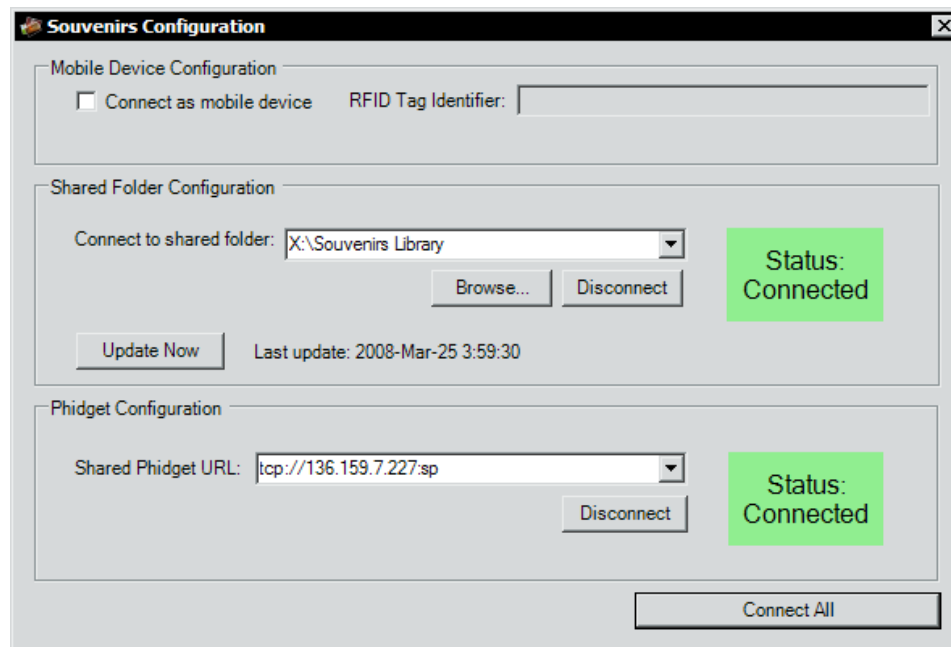 Souvenirs Configuration
Mobile Device Configuration
Connect as mobile device RFID Tag Identifier:
Shared Folder Configuration
Connect to shared folder: X:\Souvenirs Library
Status:
Connected
Browse... Disconnect
Update Now Last update: 2008-Mar-25 3:59:30
Phidget Configuration
Shared Phidget URL: tcp://136.159.7.227:sp
Status:
Connected
Disconnect
Connect All